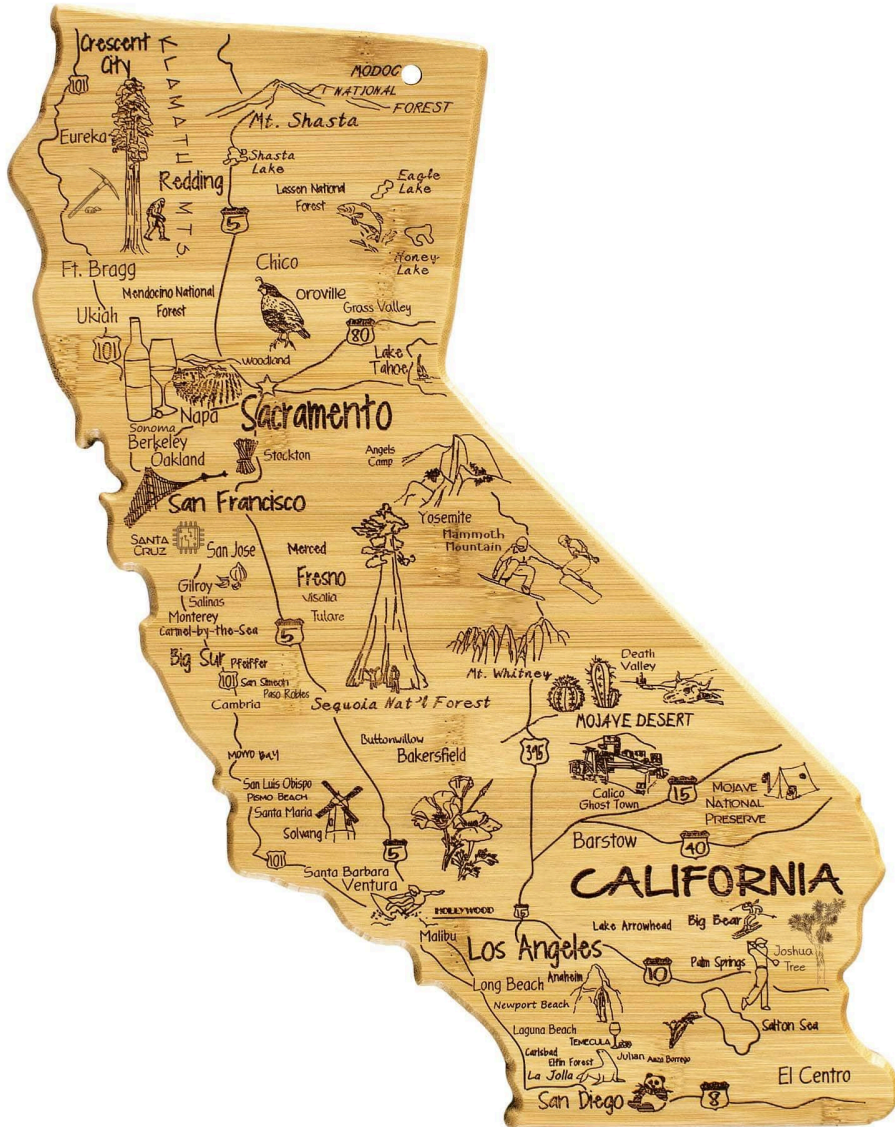 Crescent
City
KLAMATH MTS.
101
MODOC
NATIONAL
FOREST
Mt. Shasta
Eureka
Shasta
Lake
Redding
Eagle
Lake
Lassen National
Forest
5
Honey
Lake
Ft. Bragg
Chico
Mendocino National
Forest
Oroville
Grass Valley
Ukiah
80
101
Woodland
Lake
Tahoe
Napa
Sacramento
Sonoma
Berkeley
Oakland
Stockton
Angels
Camp
San Francisco
Yosemite
SANTA
CRUZ
San Jose
Merced
Mammoth
Mountain
Gilroy
Fresno
Salinas
Visalia
Monterey
Tulare
Carmel-by-the-Sea
5
Big Sur
Pfeiffer
Mt. Whitney
Death
Valley
101
San Simeon
Paso Robles
Cambria
Sequoia Nat'l Forest
MOJAVE DESERT
Buttonwillow
Bakersfield
395
MORRO BAY
San Luis Obispo
PISMO BEACH
Santa Maria
Solvang
Calico
Ghost Town
15
MOJAVE
NATIONAL
PRESERVE
Barstow
40
5
101
Santa Barbara
Ventura
CALIFORNIA
HOLLYWOOD
15
Malibu
Los Angeles
Lake Arrowhead
Big Bear
Joshua
Tree
Palm Springs
10
Long Beach
Anaheim
Newport Beach
Laguna Beach
TEMECULA
Salton Sea
Carlsbad
Elfin Forest
Julian
Anza Borrego
La Jolla
San Diego
8
El Centro